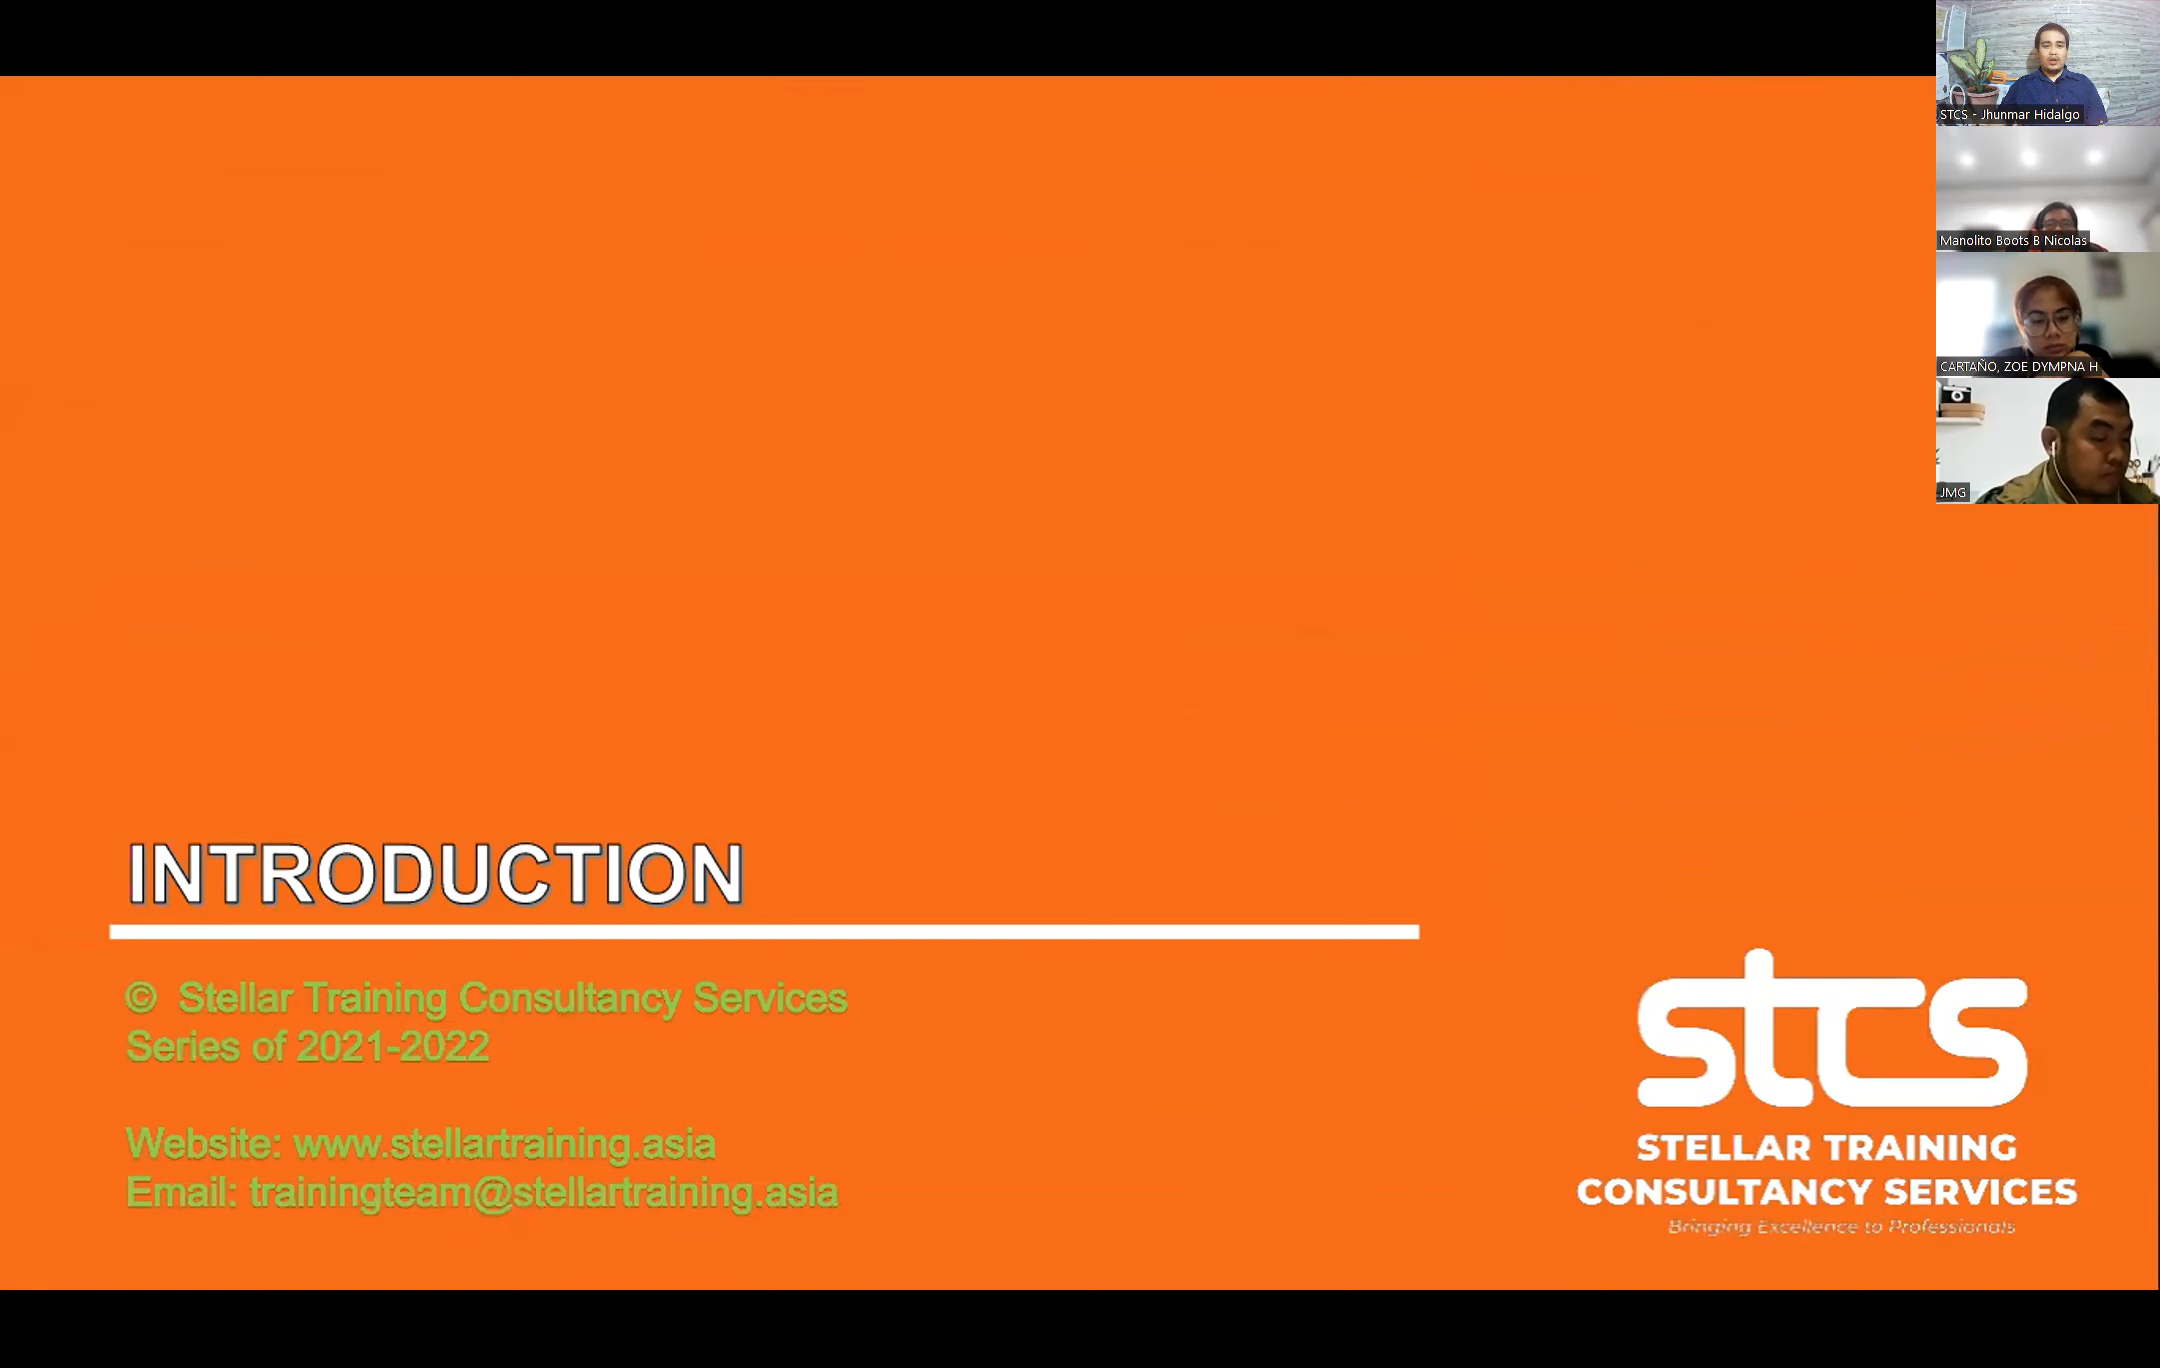 STCS - Jhunmar Hidalgo
Manolito Boots B Nicolas
CARTAÑO, ZOE DYMPNA H
JMG
INTRODUCTION
© Stellar Training Consultancy Services
Series of 2021-2022
Website: www.stellartraining.asia
Email: trainingteam@stellartraining.asia
stcs
STELLAR TRAINING
CONSULTANCY SERVICES
Bringing Excellence to Professionals